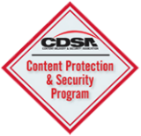 CDSA
Content Protection
& Security
Program